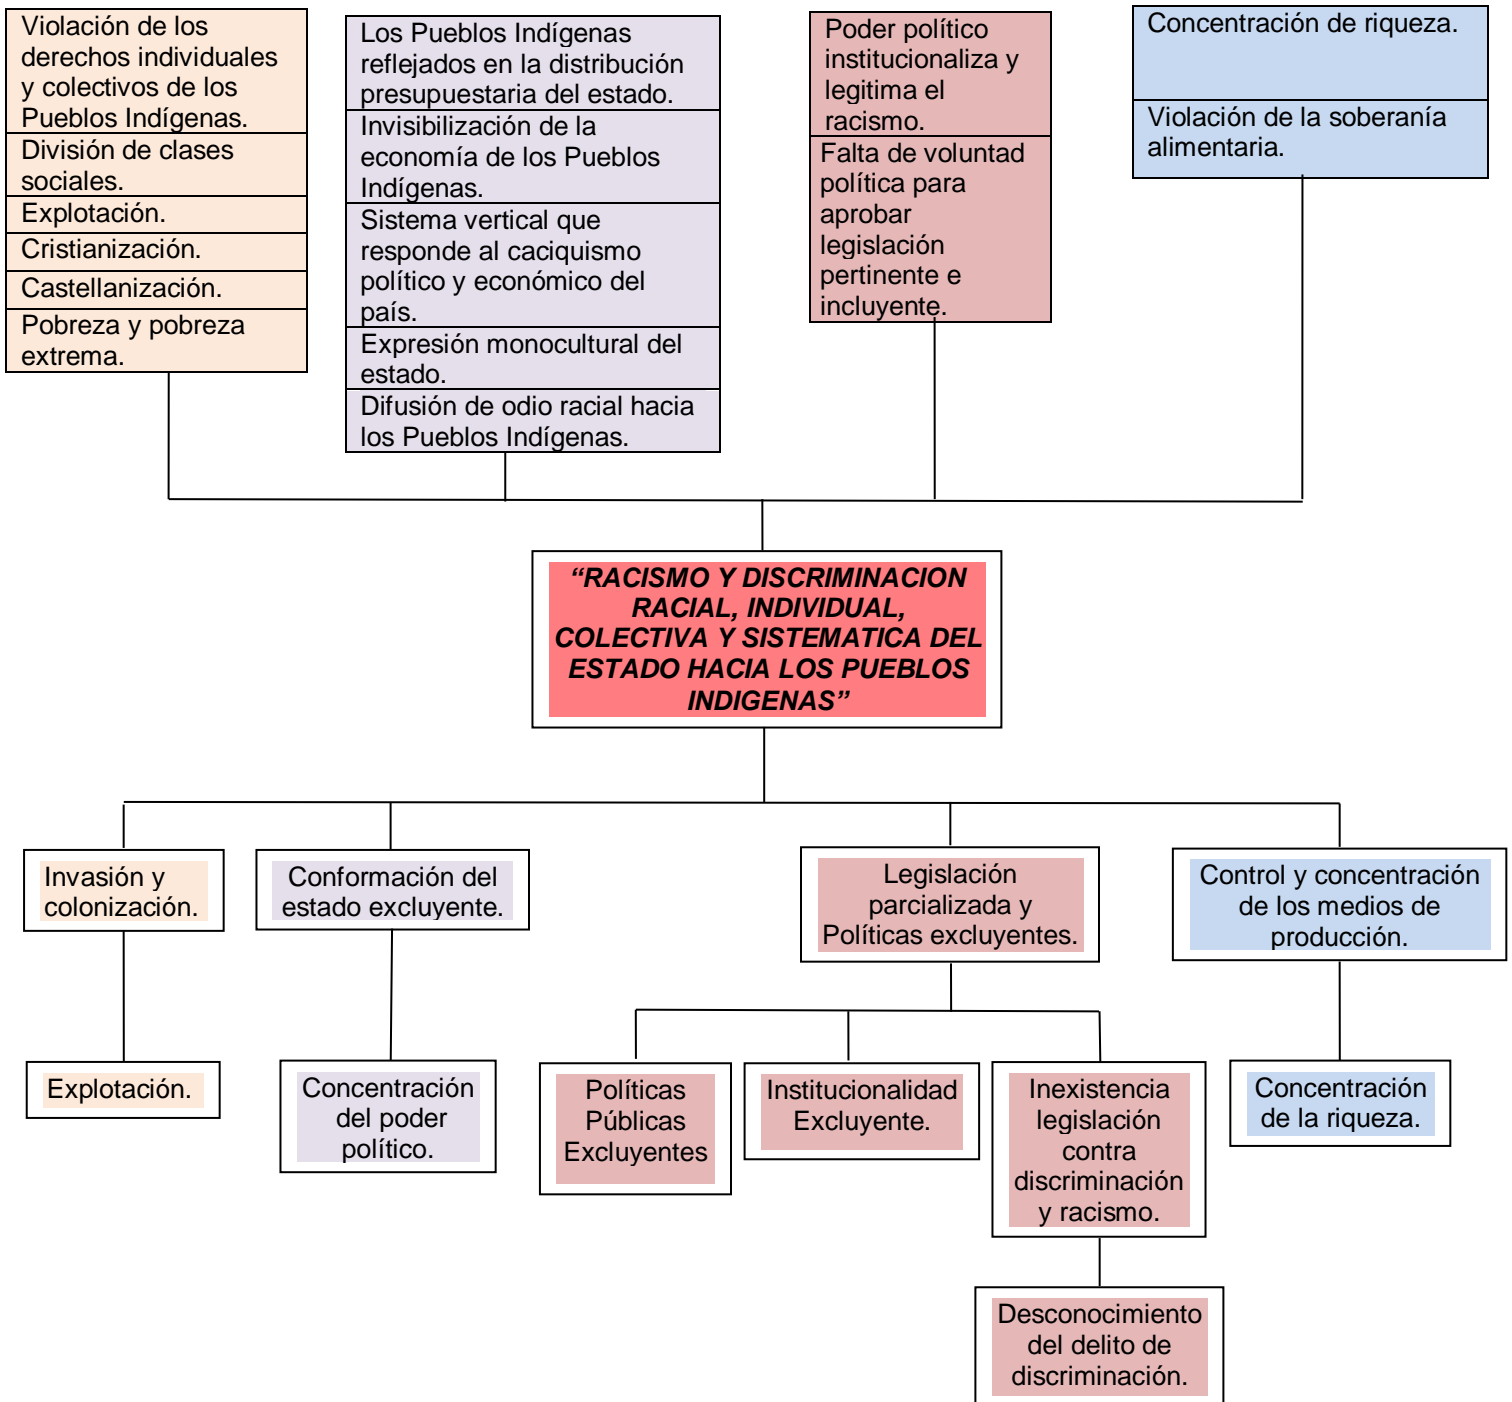 Violación de los
derechos individuales
y colectivos de los
Pueblos Indígenas.
División de clases
sociales.
Explotación.
Cristianización.
Castellanización.
Pobreza y pobreza
extrema.
Los Pueblos Indígenas
reflejados en la distribución
presupuestaria del estado.
Invisibilización de la
economía de los Pueblos
Indígenas.
Sistema vertical que
responde al caciquismo
político y económico del
país.
Expresión monocultural del
estado.
Difusión de odio racial hacia
los Pueblos Indígenas.
Poder político
institucionaliza y
legitima el
racismo.
Falta de voluntad
política para
aprobar
legislación
pertinente e
incluyente.
Concentración de riqueza.
Violación de la soberanía
alimentaria.
“RACISMO Y DISCRIMINACION
RACIAL, INDIVIDUAL,
COLECTIVA Y SISTEMATICA DEL
ESTADO HACIA LOS PUEBLOS
INDIGENAS”
Invasión y
colonización.
Conformación del
estado excluyente.
Legislación
parcializada y
Políticas excluyentes.
Control y concentración
de los medios de
producción.
Explotación.
Concentración
del poder
político.
Políticas
Públicas
Excluyentes
Institucionalidad
Excluyente.
Inexistencia
legislación
contra
discriminación
y racismo.
Concentración
de la riqueza.
Desconocimiento
del delito de
discriminación.